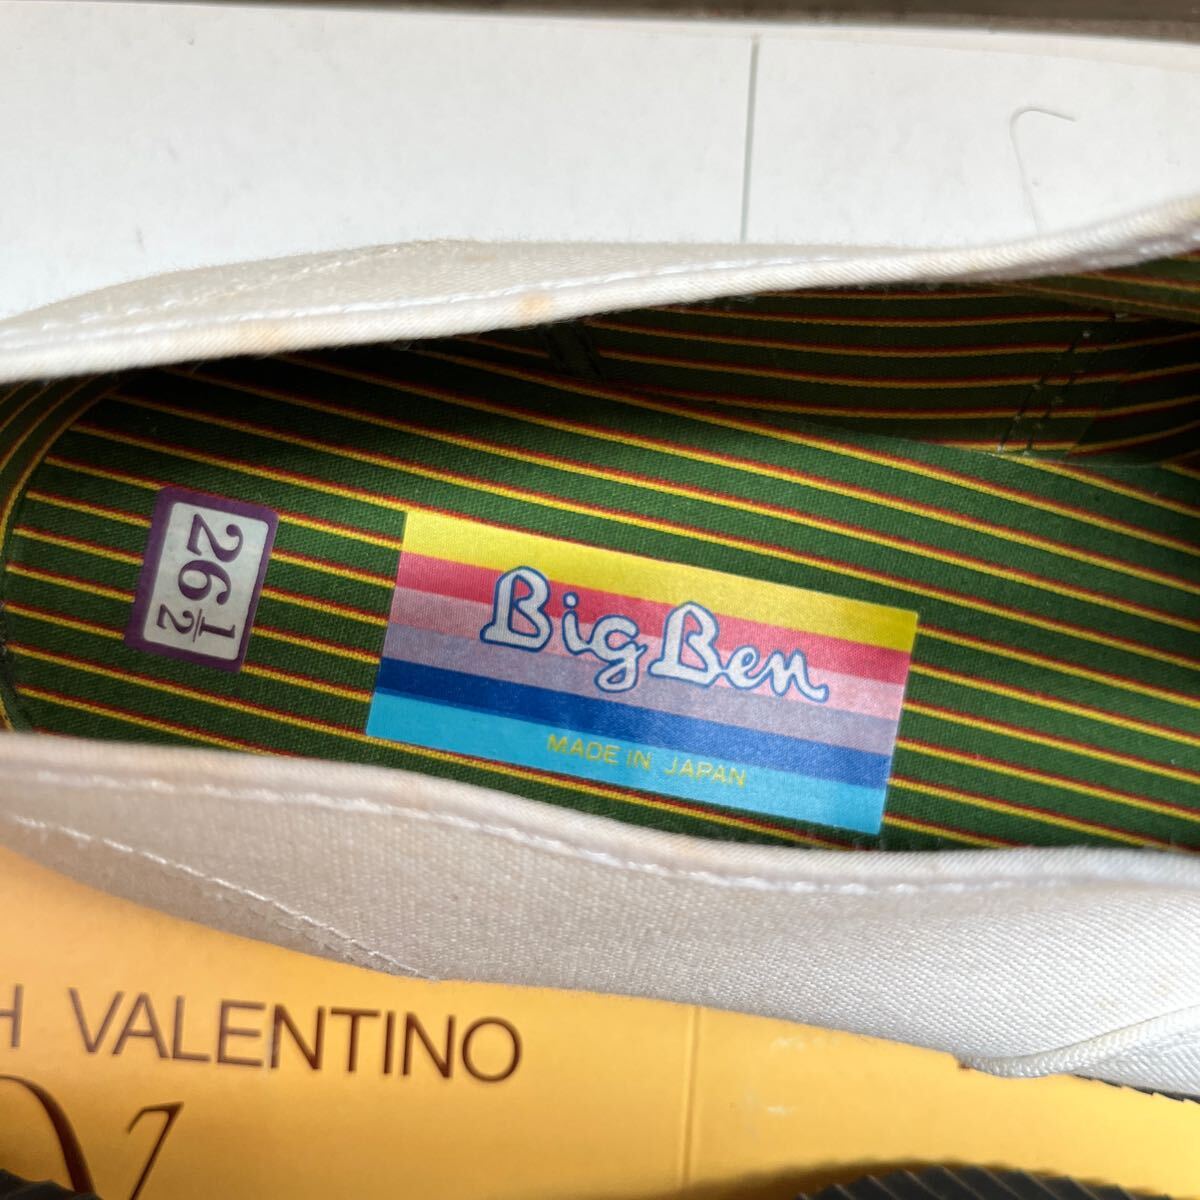 26 1/2
Big Ben
MADE IN JAPAN
H VALENTINO
V